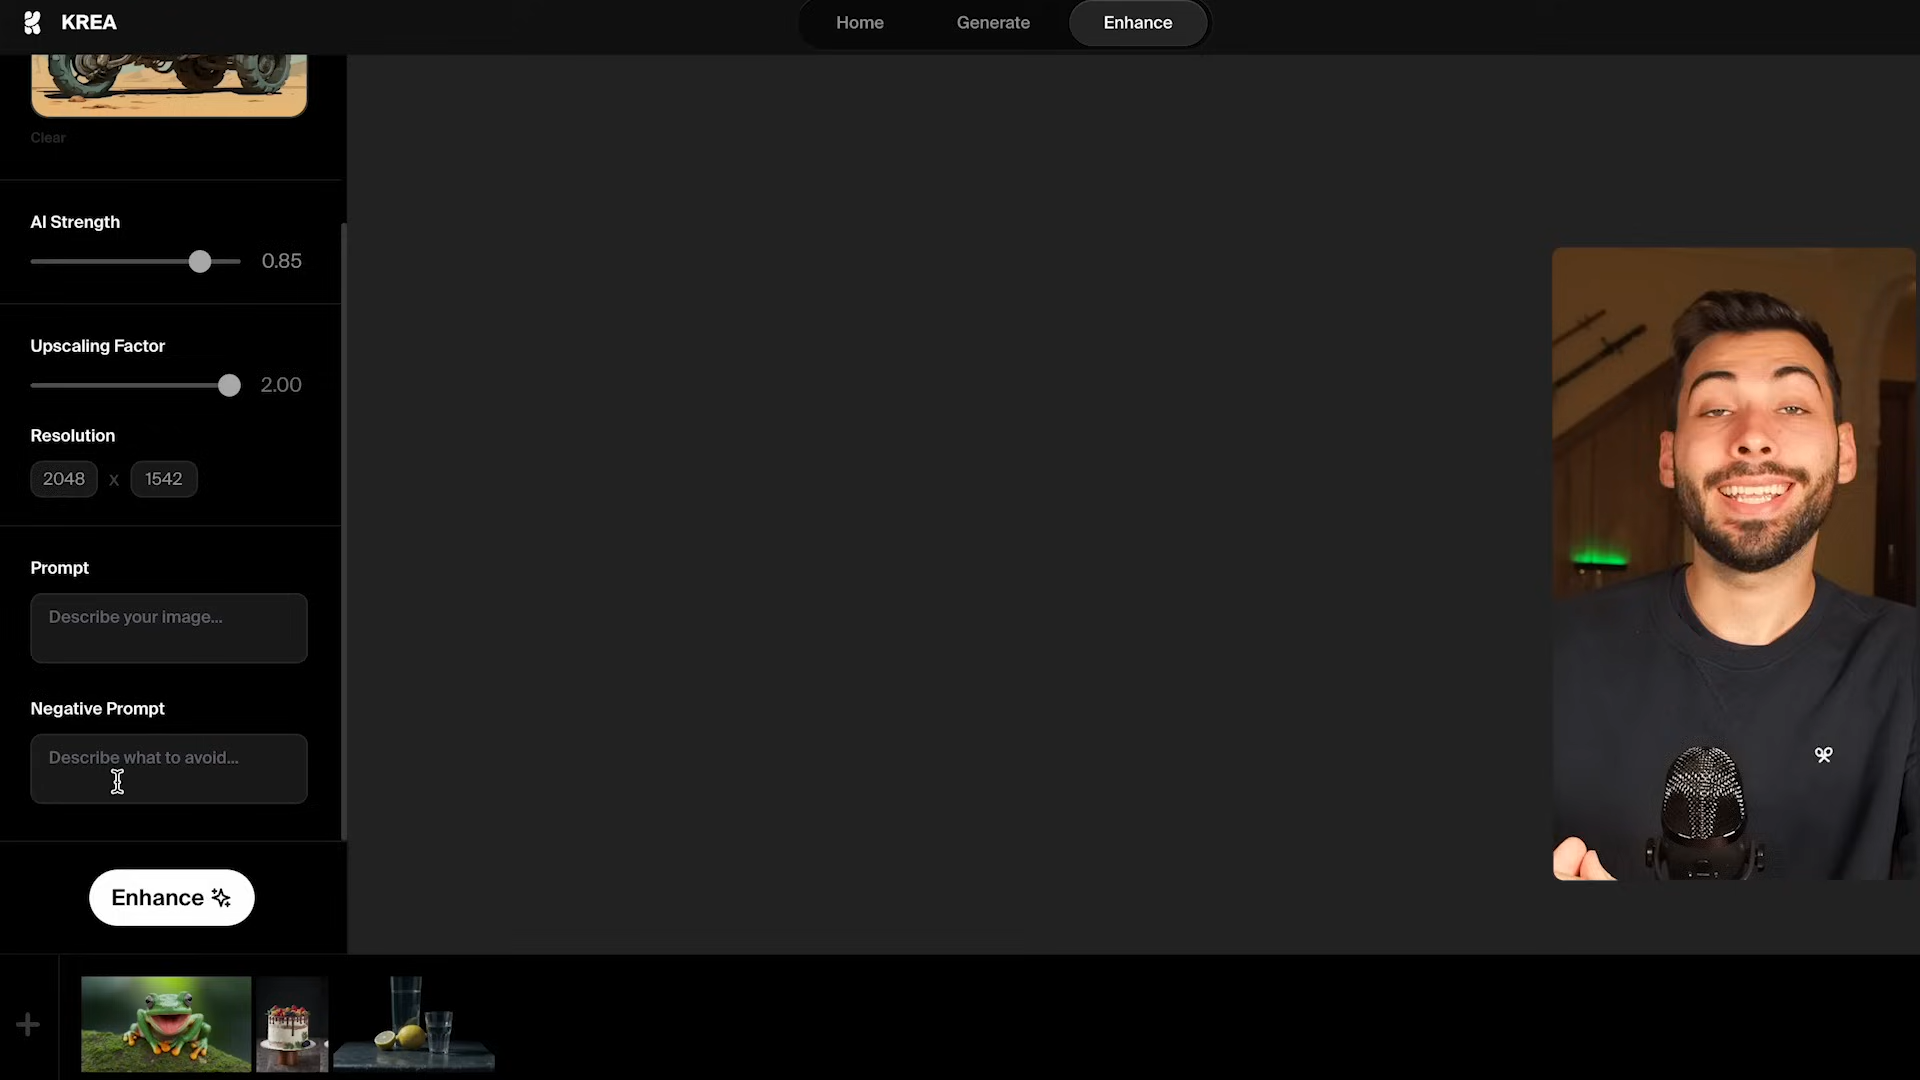 KREA
Home
Generate
Enhance
Clear
AI Strength
0.85
Upscaling Factor
2.00
Resolution
2048 x 1542
Prompt
Describe your image...
Negative Prompt
Describe what to avoid...
Enhance